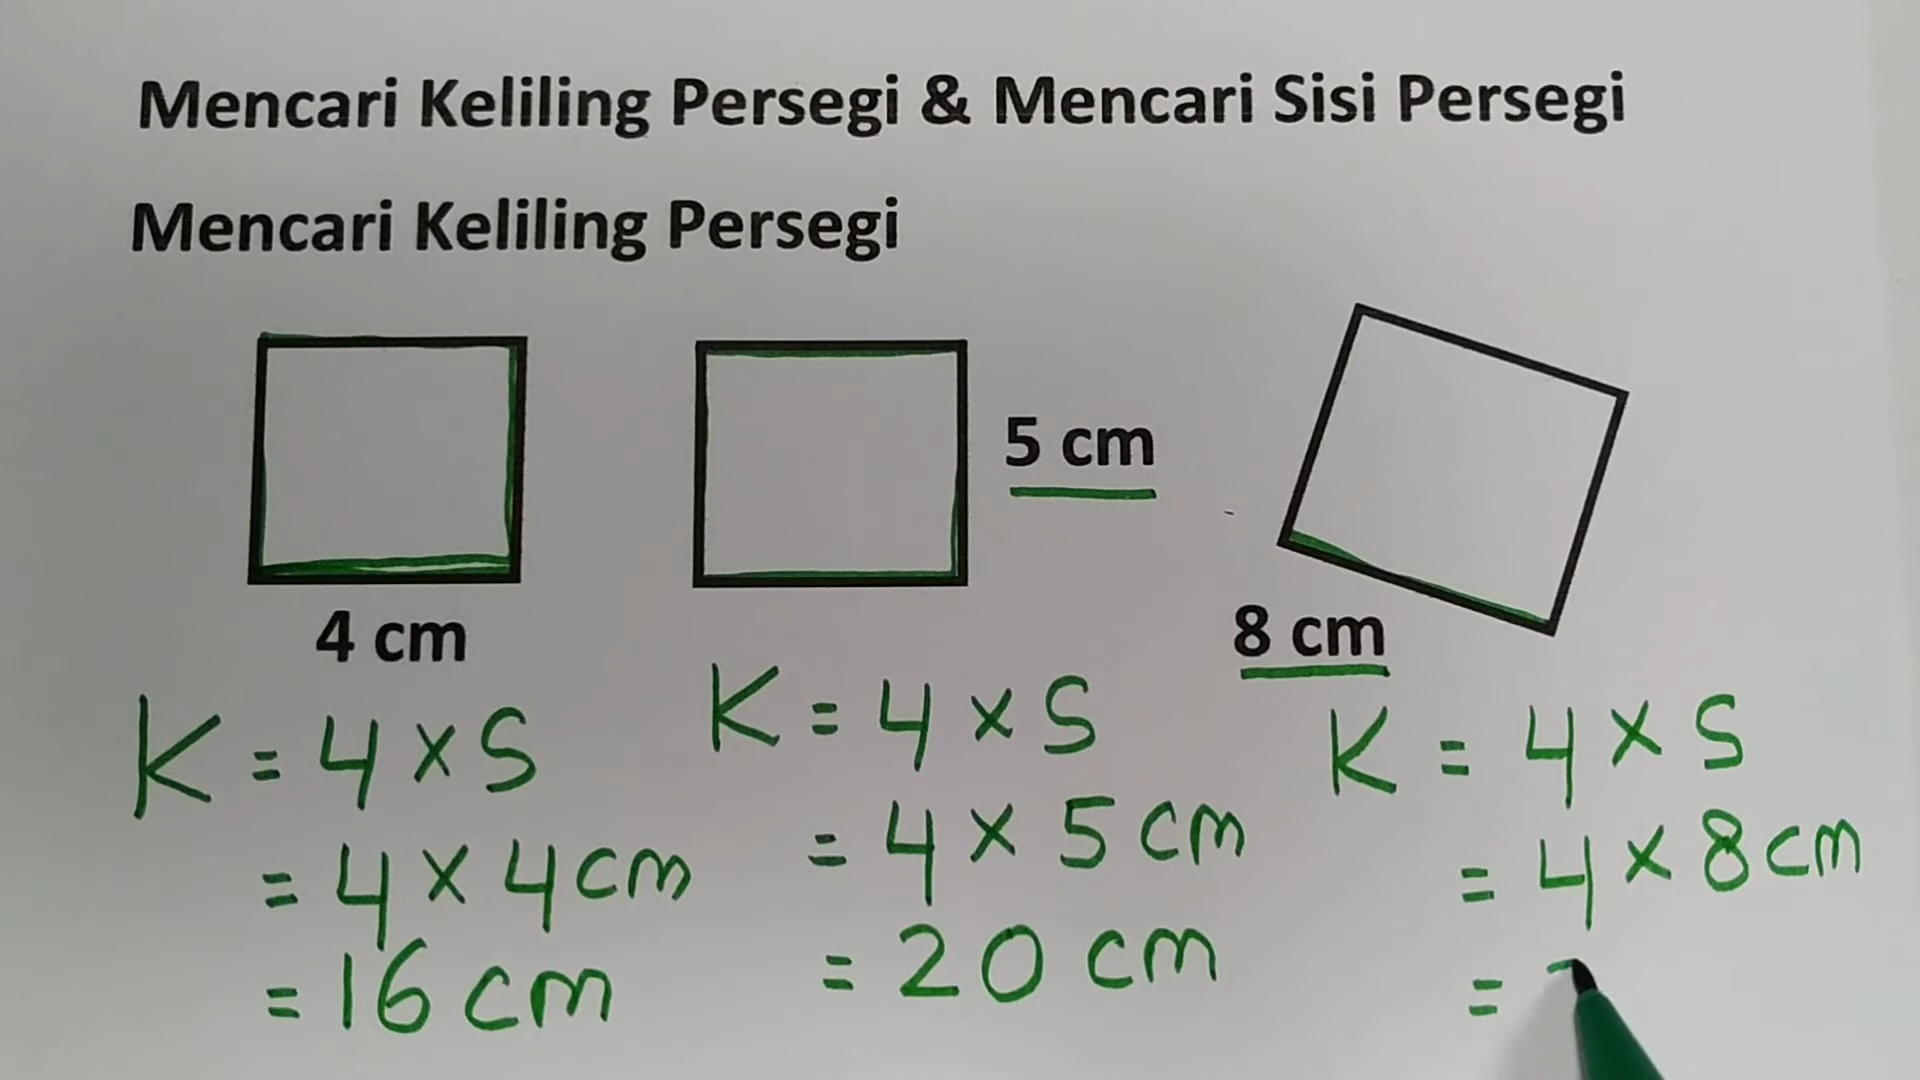 Mencari Keliling Persegi & Mencari Sisi Persegi
Mencari Keliling Persegi
4 cm
K = 4 x S
= 4 x 4 cm
= 16 cm
5 cm
K = 4 x S
= 4 x 5 cm
= 20 cm
8 cm
K = 4 x S
= 4 x 8 cm
=